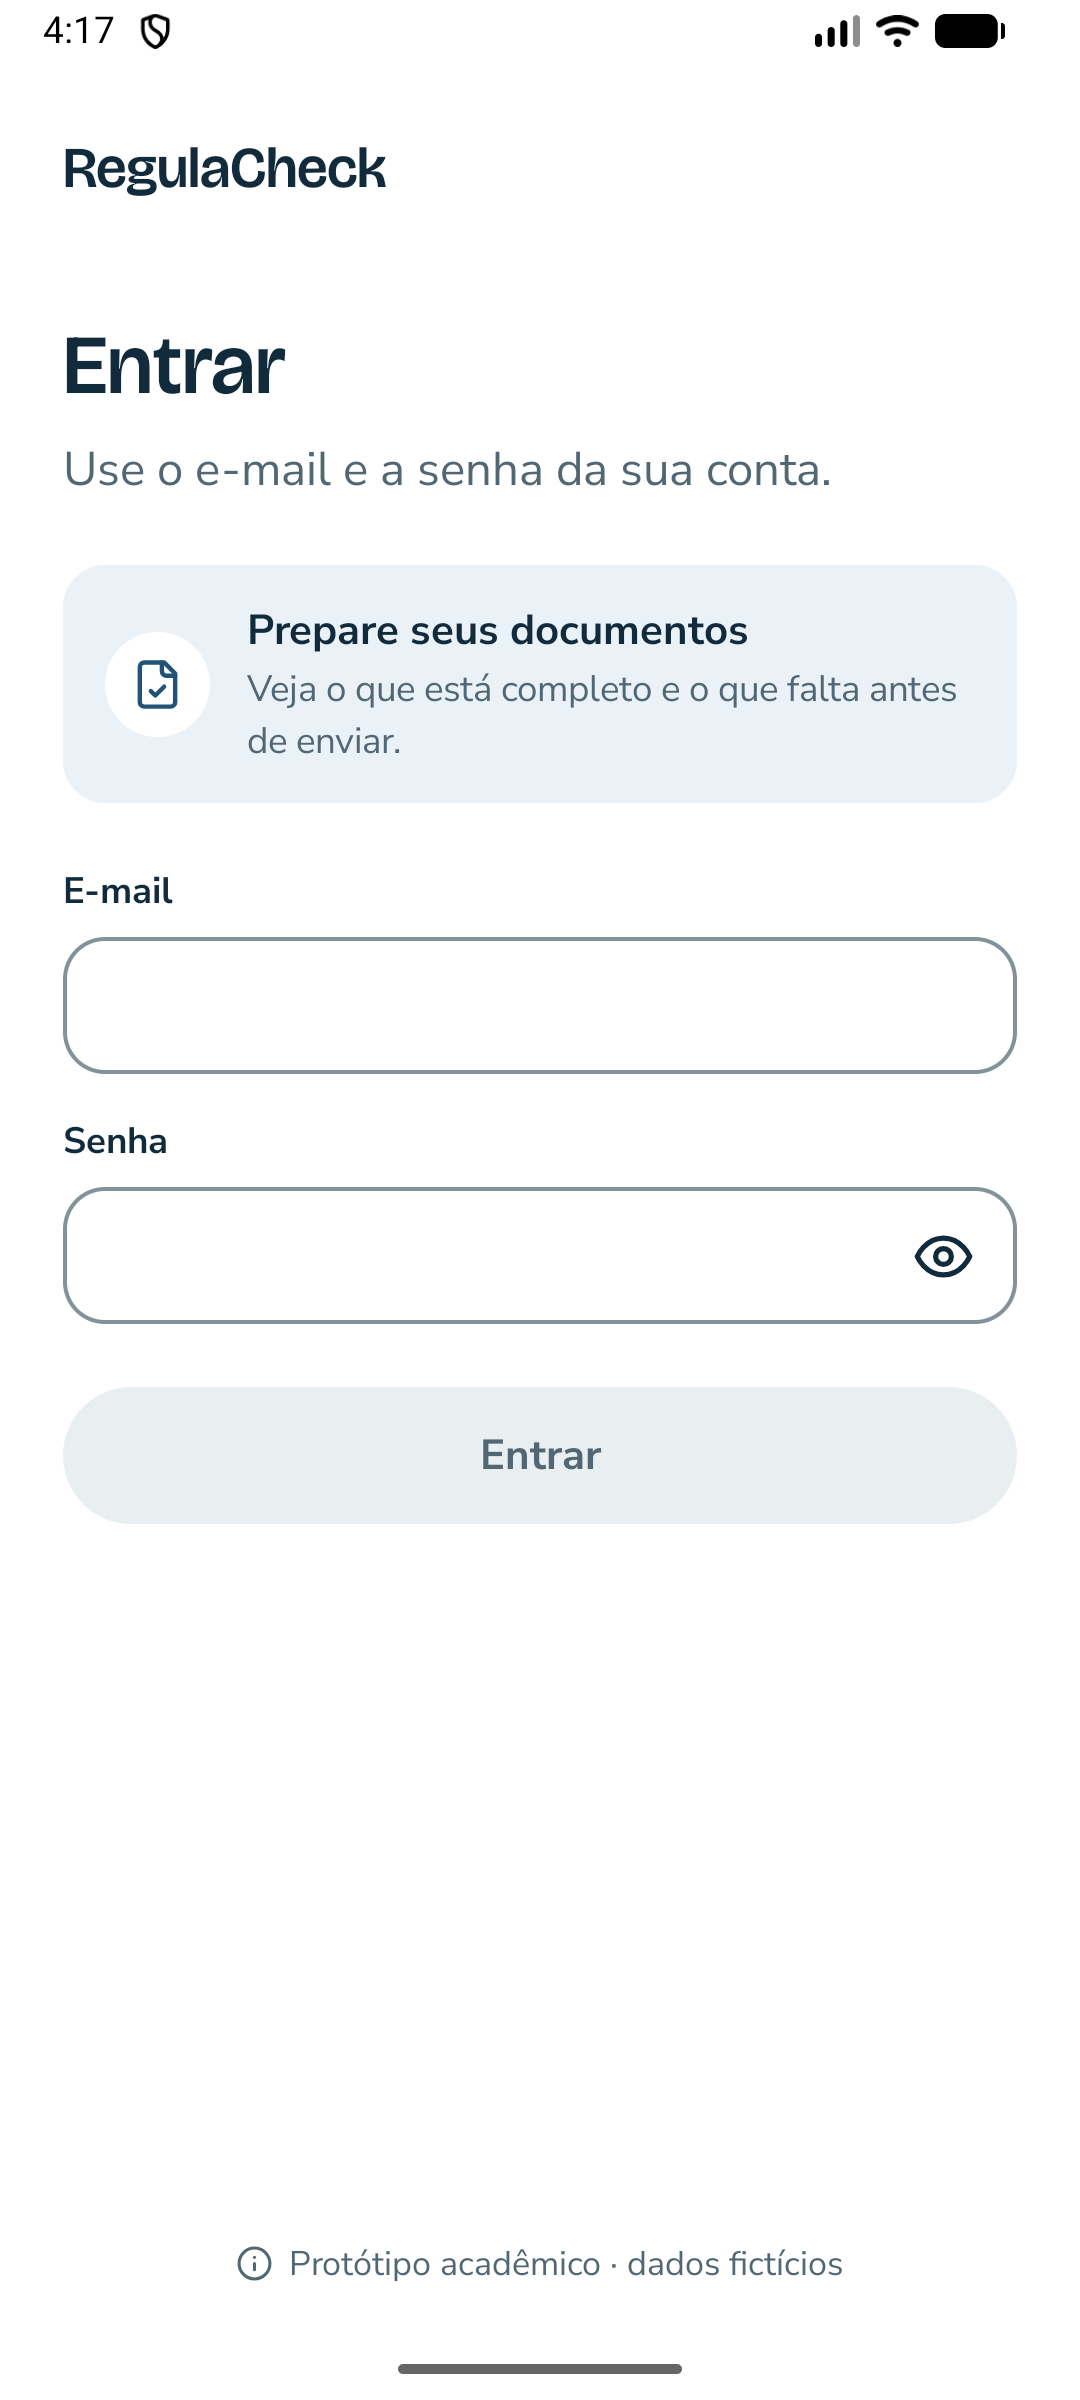 4:17
RegulaCheck
Entrar
Use o e-mail e a senha da sua conta.
Prepare seus documentos
Veja o que está completo e o que falta antes
de enviar.
E-mail
Senha
Entrar
Protótipo acadêmico · dados fictícios